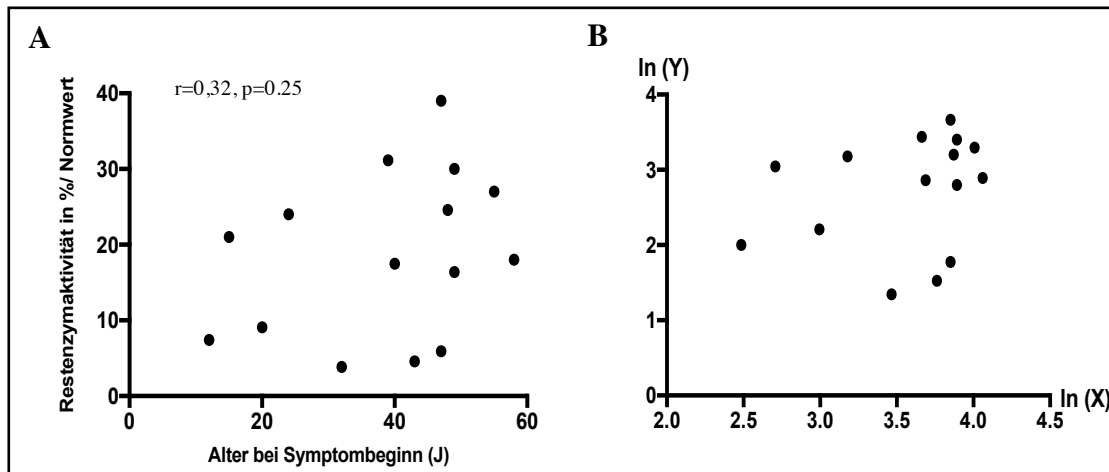 A
r=0,32, p=0.25
Restenzymaktivität in %/ Normwert
40
30
20
10
0
0 20 40 60
Alter bei Symptombeginn (J)
B
ln (Y)
4
3
2
1
0
2.0 2.5 3.0 3.5 4.0 4.5
ln (X)